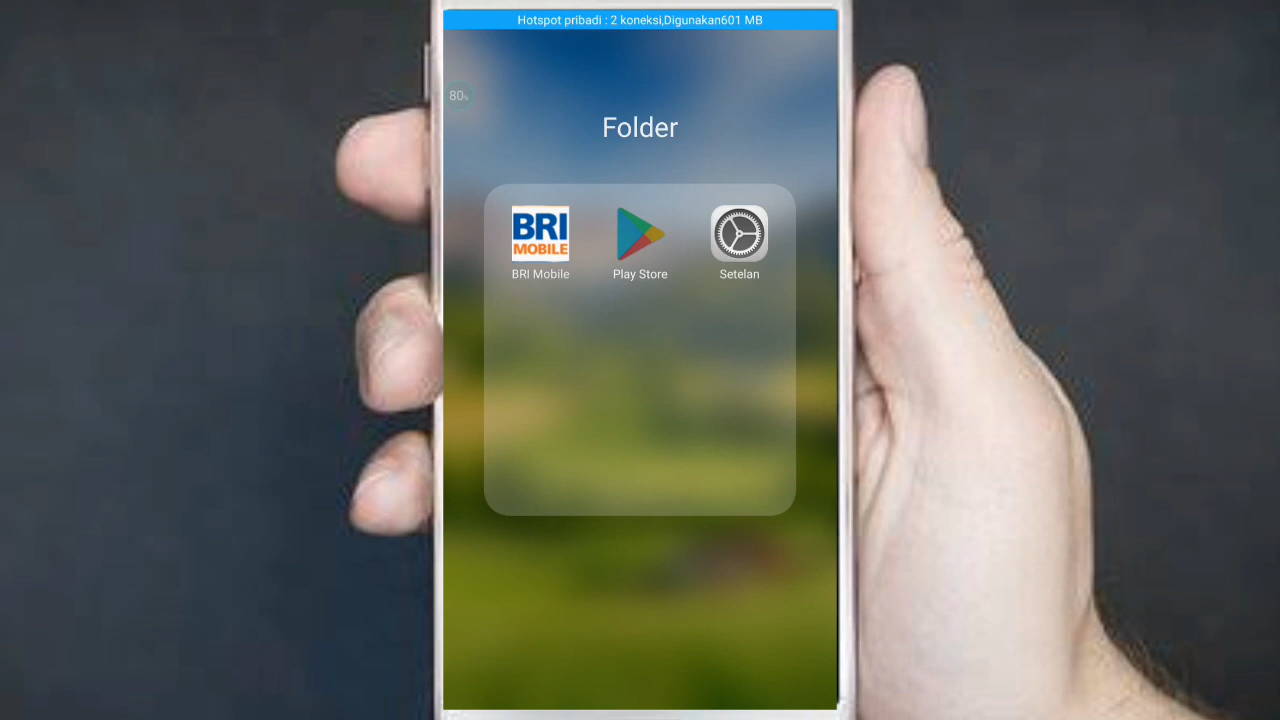 Hotspot pribadi : 2 koneksi,Digunakan601 MB
80%
Folder
BRI
MOBILE
BRI Mobile
Play Store
Setelan